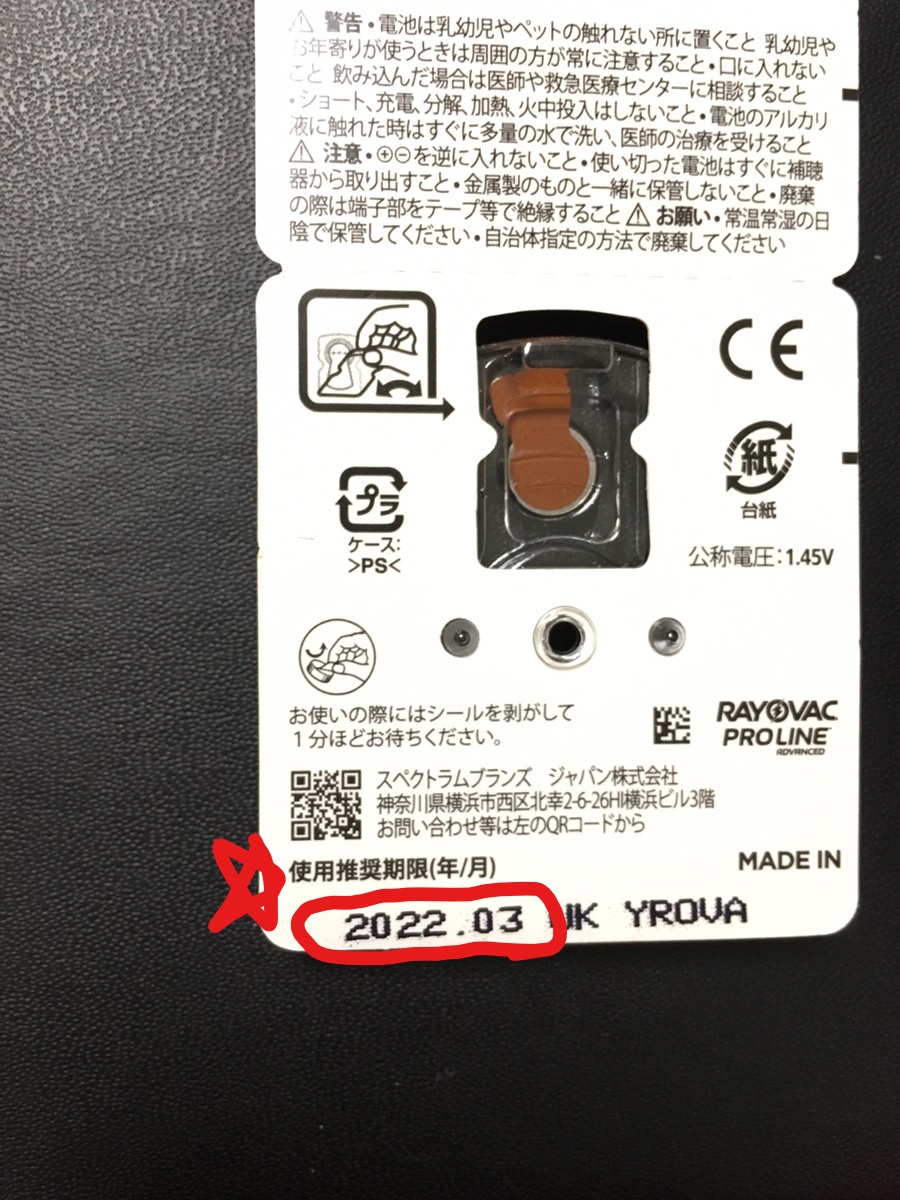 ⚠ 警告・電池は乳幼児やペットの触れない所に置くこと 乳幼児や
お年寄りが使うときは周囲の方が常に注意すること・口に入れない
こと 飲み込んだ場合は医師や救急医療センターに相談すること
・ショート、充電、分解、加熱、火中投入はしないこと・電池のアルカリ
液に触れた時はすぐに多量の水で洗い、医師の治療を受けること
⚠ 注意・⊕⊖を逆に入れないこと・使い切った電池はすぐに補聴
器から取り出すこと・金属製のものと一緒に保管しないこと・廃棄
の際は端子部をテープ等で絶縁すること ⚠ お願い・常温常湿の日
陰で保管してください・自治体指定の方法で廃棄してください
CE
紙
台紙
プラ
ケース:
>PS<
公称電圧:1.45V
お使いの際にはシールを剥がして
1分ほどお待ちください。
RAYOVAC
PROLINE
ADVANCED
スペクトラムブランズ ジャパン株式会社
神奈川県横浜市西区北幸2-6-26HI横浜ビル3階
お問い合わせ等は左のQRコードから
使用推奨期限(年/月)
MADE IN
2022.03 UK YROVA